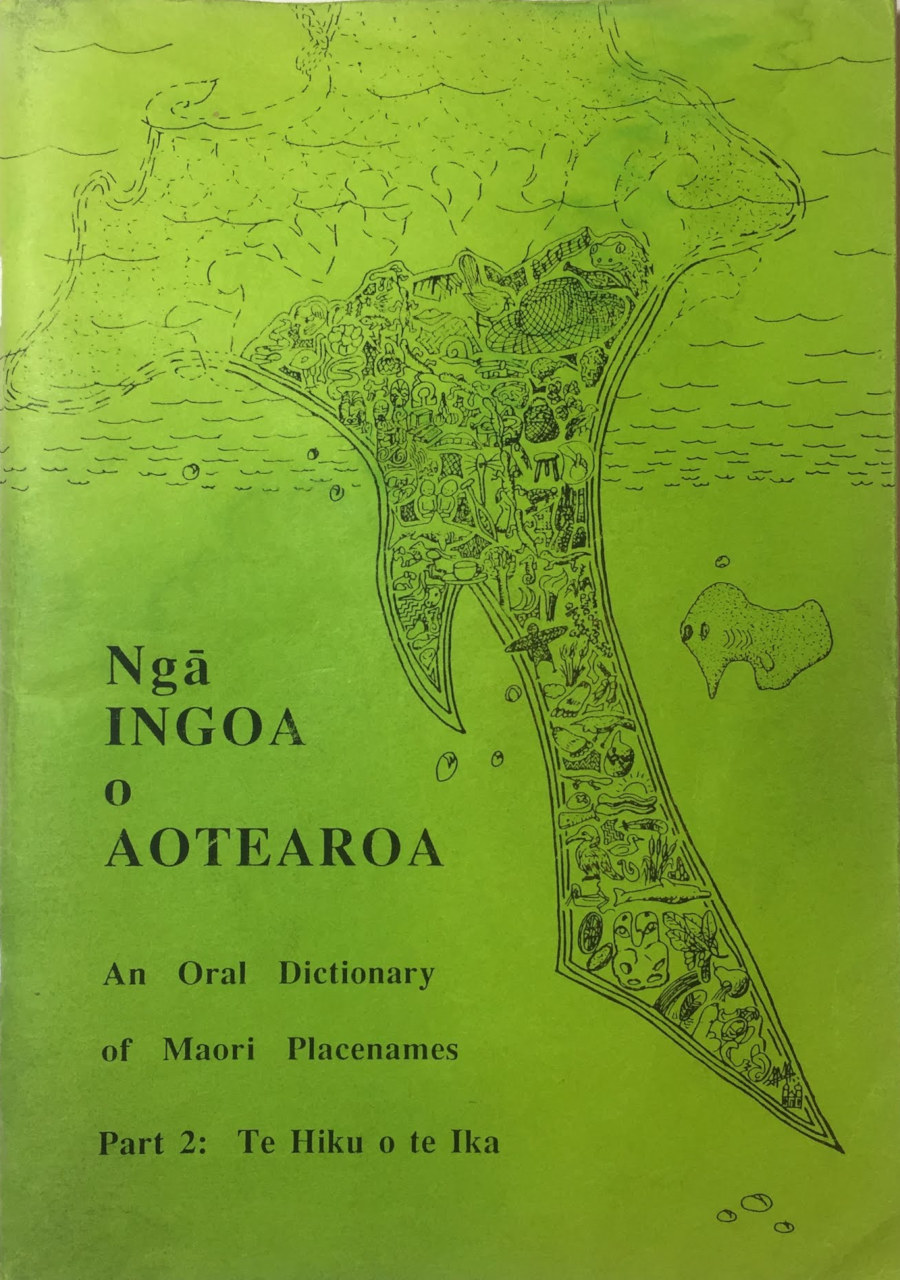 Ngā
INGOA
o
AOTEAROA
An Oral Dictionary
of Maori Placenames
Part 2: Te Hiku o te Ika